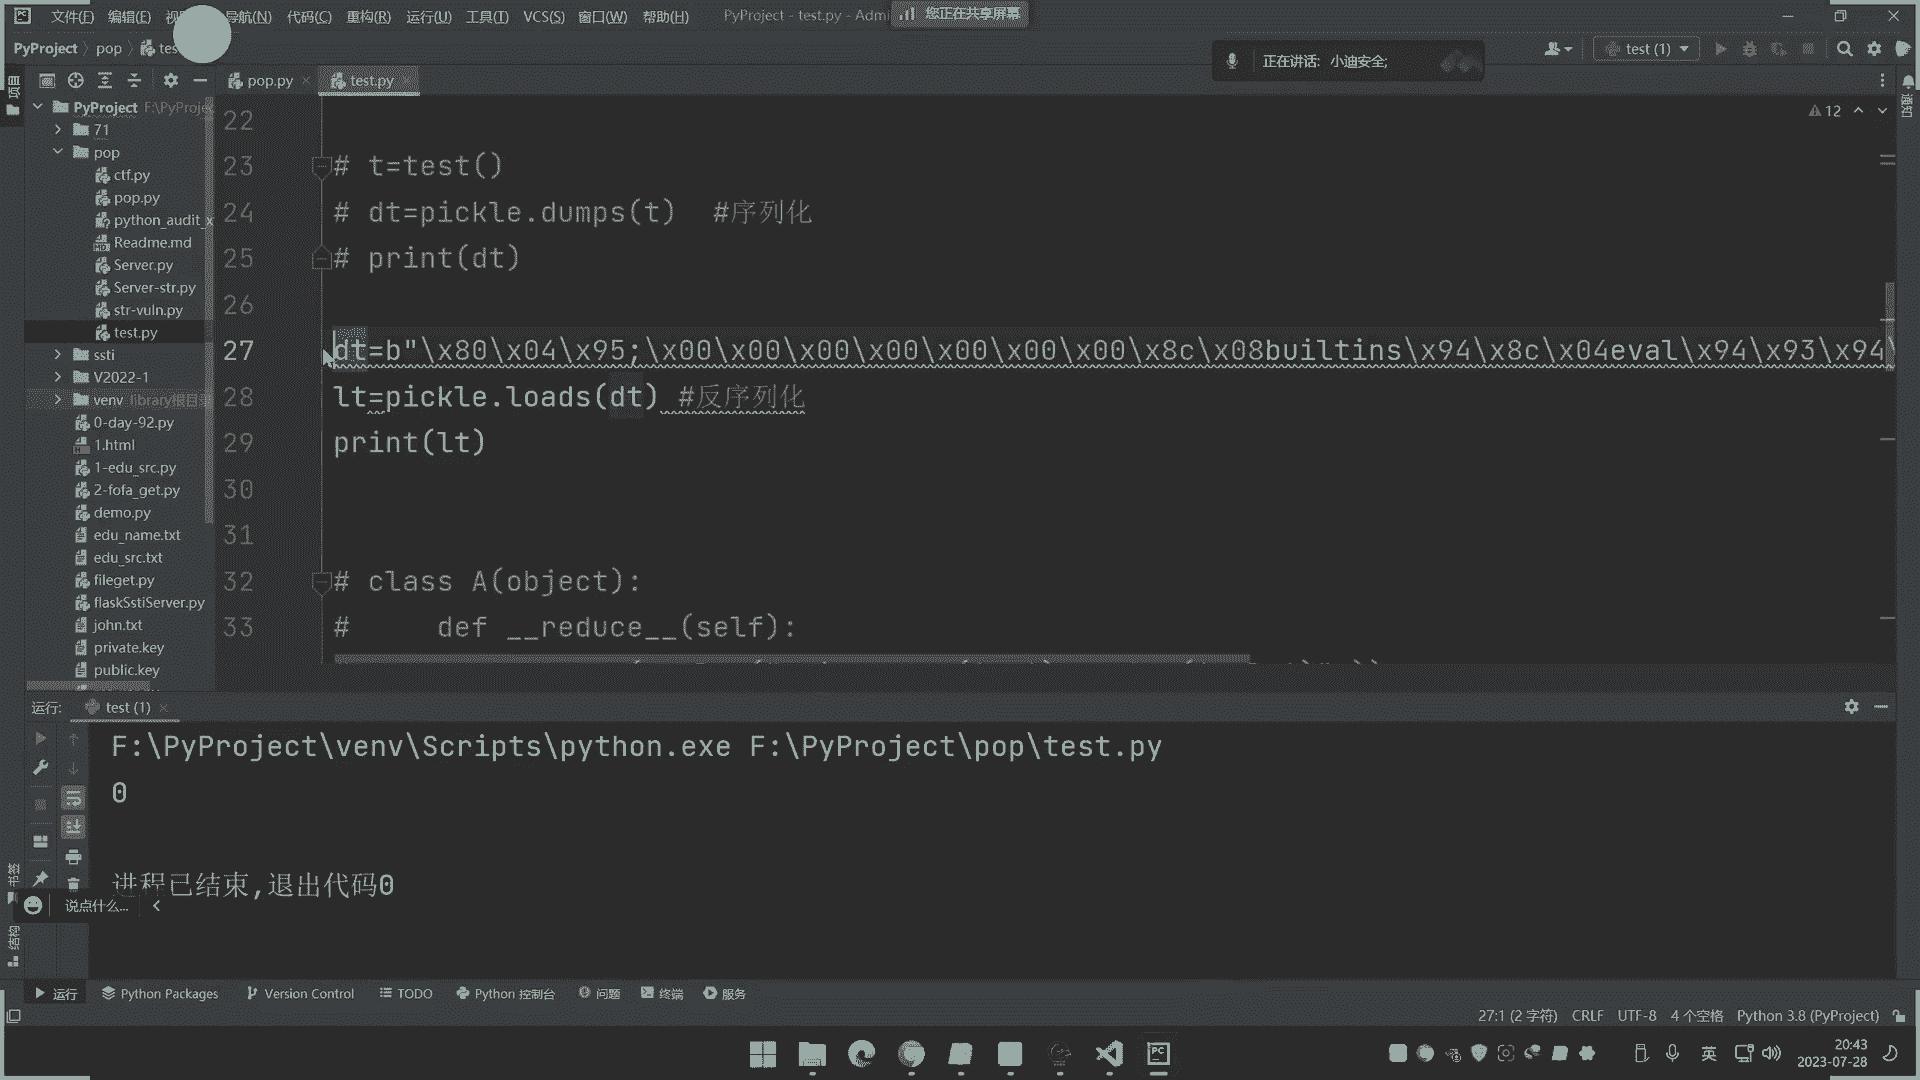 文件(F) 编辑(E) 导航(N) 代码(C) 重构(R) 运行(U) 工具(T) VCS(S) 窗口(W) 帮助(H) PyProject - test.py - Admi
您正在共享屏幕
PyProject pop tes
正在讲话: 小迪安全;
test (1)
项目
pop.py
test.py
通知
PyProject F:\PyProje
71
pop
ctf.py
pop.py
python_audit_x
Readme.md
Server.py
Server-str.py
str-vuln.py
test.py
ssti
V2022-1
venv library根目录
0-day-92.py
1.html
1-edu_src.py
2-fofa_get.py
demo.py
edu_name.txt
edu_src.txt
fileget.py
flaskSstiServer.py
john.txt
private.key
public.key
12
22
23 # t=test()
24 # dt=pickle.dumps(t) #序列化
25 # print(dt)
26
27 dt=b"\x80\x04\x95;\x00\x00\x00\x00\x00\x00\x00\x8c\x08builtins\x94\x8c\x04eval\x94\x93\x94\
28 lt=pickle.loads(dt) #反序列化
29 print(lt)
30
31
32 # class A(object):
33 # def __reduce__(self):
运行: test (1)
F:\PyProject\venv\Scripts\python.exe F:\PyProject\pop\test.py
0
进程已结束,退出代码0
书签
说点什么...
结构
运行 Python Packages Version Control TODO Python 控制台 问题 终端 服务
27:1 (2 字符) CRLF UTF-8 4 个空格 Python 3.8 (PyProject)
英
20:43
2023-07-28